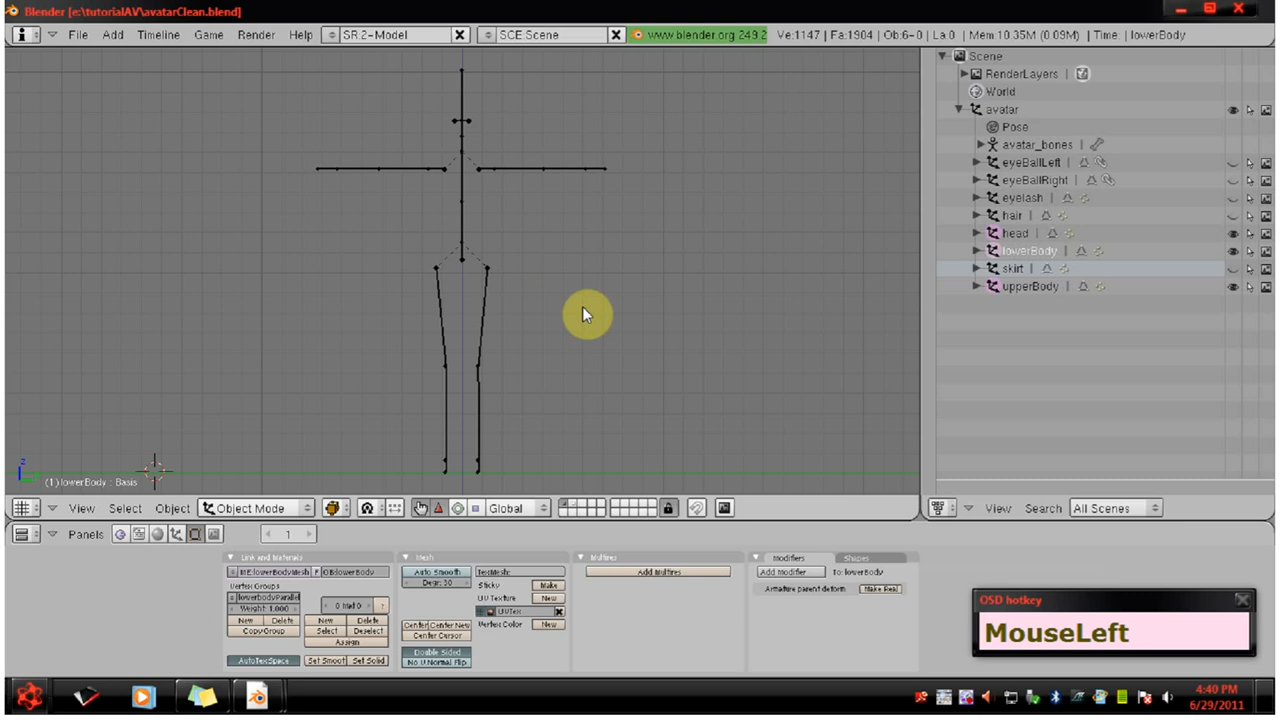 Blender [e:\tutorialAV\avatarClean.blend]
File Add Timeline Game Render Help SR:2-Model SCE:Scene www.blender.org 249.2 Ve:1147 | Fa:1904 | Ob:6-0 | La:0 | Mem:10.35M (0.09M) | Time: | lowerBody
Scene
RenderLayers |
World
avatar
Pose
avatar_bones |
eyeBallLeft |
eyeBallRight |
eyelash |
hair |
head |
lowerBody |
skirt |
upperBody |
z
(1) lowerBody : Basis
View Select Object Object Mode Global
View Search All Scenes
Panels 1
Link and Materials
ME:lowerBodyMesh F OB:lowerBody
Vertex Groups
lowerbodyParallel
Weight: 1.000 0 Mat 0 ?
New Delete New Delete
Copy Group Select Deselect
Assign
AutoTexSpace Set Smoot Set Solid
Mesh
Auto Smooth TexMesh:
Degr: 30 Sticky Make
UV Texture New
UVTex
Center Center New Vertex Color New
Center Cursor
Double Sided
No V.Normal Flip
Multires
Add Multires
Modifiers Shapes
Add Modifier To: lowerBody
Armature parent deform Make Real
OSD hotkey
MouseLeft
4:40 PM
6/29/2011